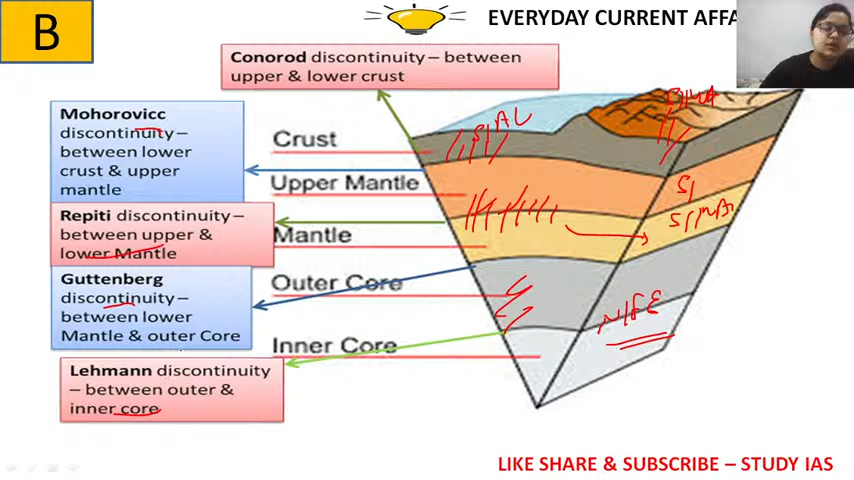 B
EVERYDAY CURRENT AFFA
Conorod discontinuity – between
upper & lower crust
Mohorovicc
discontinuity –
between lower
crust & upper
mantle
Repiti discontinuity –
between upper &
lower Mantle
Guttenberg
discontinuity –
between lower
Mantle & outer Core
Lehmann discontinuity
– between outer &
inner core
Crust
Upper Mantle
Mantle
Outer Core
Inner Core
SIAL
SIMA
NIFE
LIKE SHARE & SUBSCRIBE – STUDY IAS